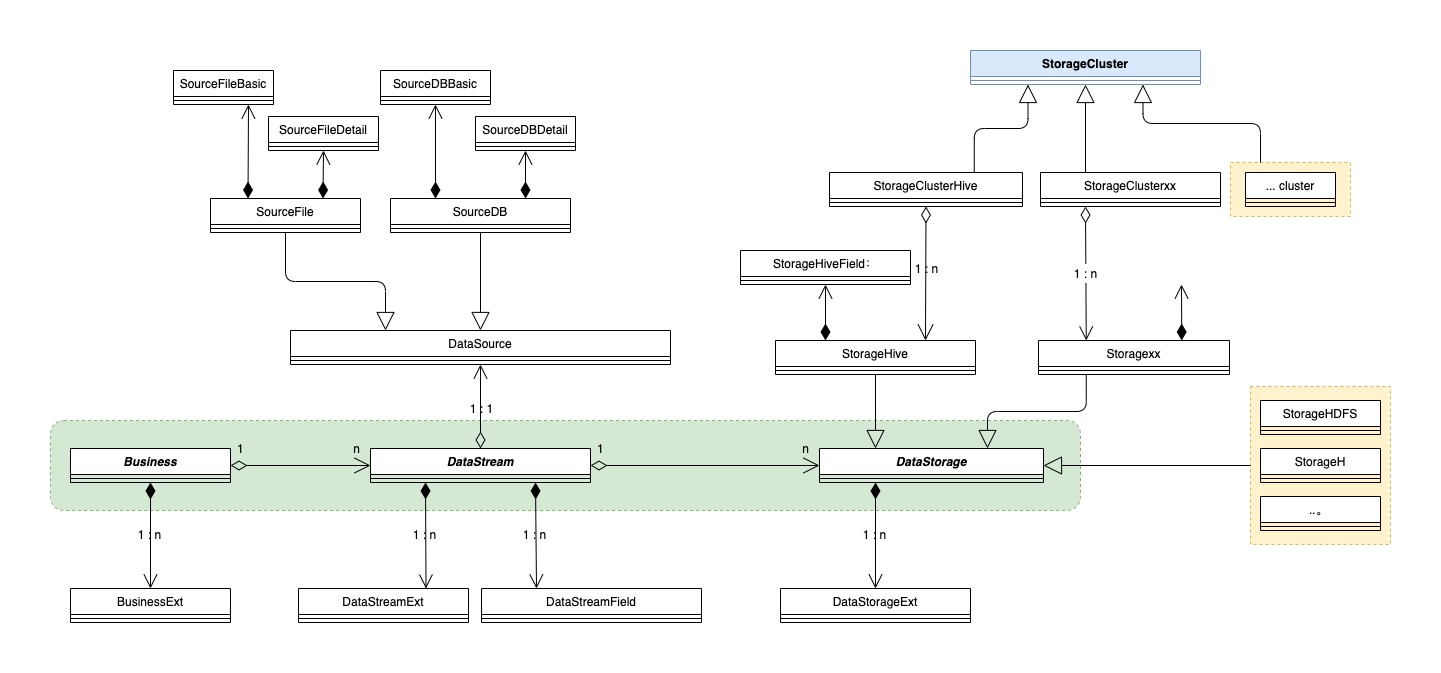 StorageCluster
SourceFileBasic
SourceDBBasic
SourceFileDetail
SourceDBDetail
StorageClusterHive
StorageClusterxx
... cluster
SourceFile
SourceDB
StorageHiveField：
1 : n
1 : n
DataSource
StorageHive
Storagexx
1 : 1
StorageHDFS
Business
1
n
DataStream
1
n
DataStorage
StorageH
..。
1 : n
1 : n
1 : n
1 : n
BusinessExt
DataStreamExt
DataStreamField
DataStorageExt